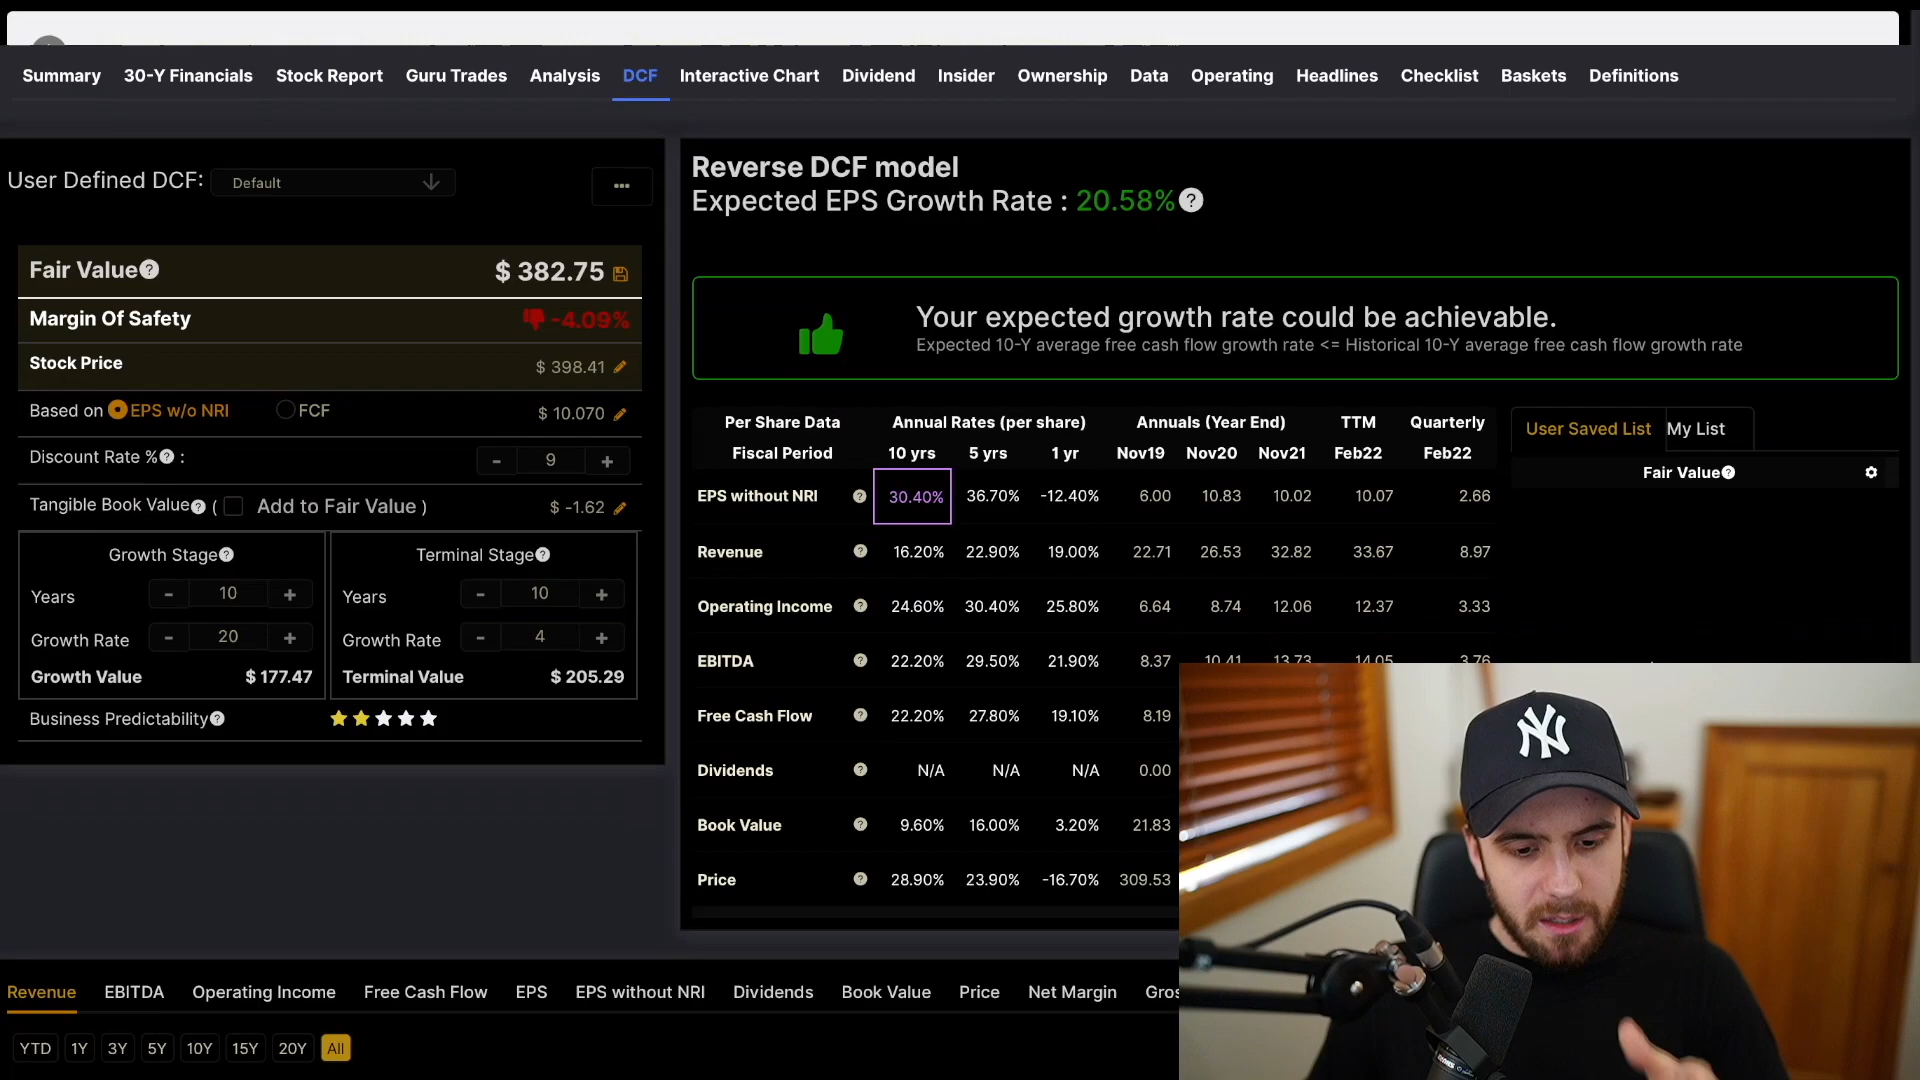 Summary 30-Y Financials Stock Report Guru Trades Analysis DCF Interactive Chart Dividend Insider Ownership Data Operating Headlines Checklist Baskets Definitions
User Defined DCF: Default ...
Fair Value $ 382.75
Margin Of Safety -4.09%
Stock Price $ 398.41
Based on EPS w/o NRI FCF $ 10.070
Discount Rate % : - 9 +
Tangible Book Value ( Add to Fair Value ) $ -1.62
Growth Stage
Years - 10 +
Growth Rate - 20 +
Growth Value $ 177.47
Terminal Stage
Years - 10 +
Growth Rate - 4 +
Terminal Value $ 205.29
Business Predictability
Reverse DCF model
Expected EPS Growth Rate : 20.58%
Your expected growth rate could be achievable.
Expected 10-Y average free cash flow growth rate <= Historical 10-Y average free cash flow growth rate
Per Share Data Annual Rates (per share) Annuals (Year End) TTM Quarterly
Fiscal Period 10 yrs 5 yrs 1 yr Nov19 Nov20 Nov21 Feb22 Feb22
EPS without NRI 30.40% 36.70% -12.40% 6.00 10.83 10.02 10.07 2.66
Revenue 16.20% 22.90% 19.00% 22.71 26.53 32.82 33.67 8.97
Operating Income 24.60% 30.40% 25.80% 6.64 8.74 12.06 12.37 3.33
EBITDA 22.20% 29.50% 21.90% 8.37 10.41 13.73 14.05 3.76
Free Cash Flow 22.20% 27.80% 19.10% 8.19
Dividends N/A N/A N/A 0.00
Book Value 9.60% 16.00% 3.20% 21.83
Price 28.90% 23.90% -16.70% 309.53
User Saved List My List
Fair Value
Revenue EBITDA Operating Income Free Cash Flow EPS EPS without NRI Dividends Book Value Price Net Margin Gros
YTD 1Y 3Y 5Y 10Y 15Y 20Y All
NY